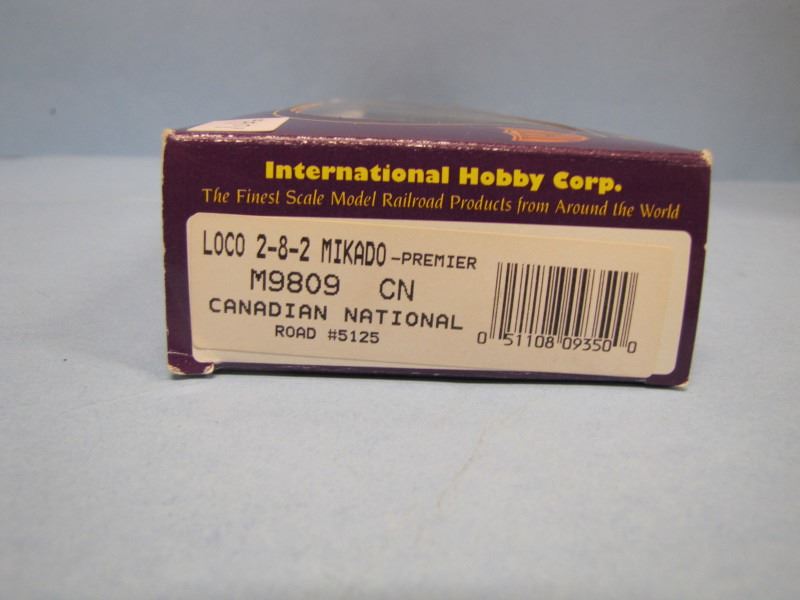 International Hobby Corp.
The Finest Scale Model Railroad Products from Around the World
LOCO 2-8-2 MIKADO -PREMIER
M9809 CN
CANADIAN NATIONAL
ROAD #5125
0 51108 09350 0